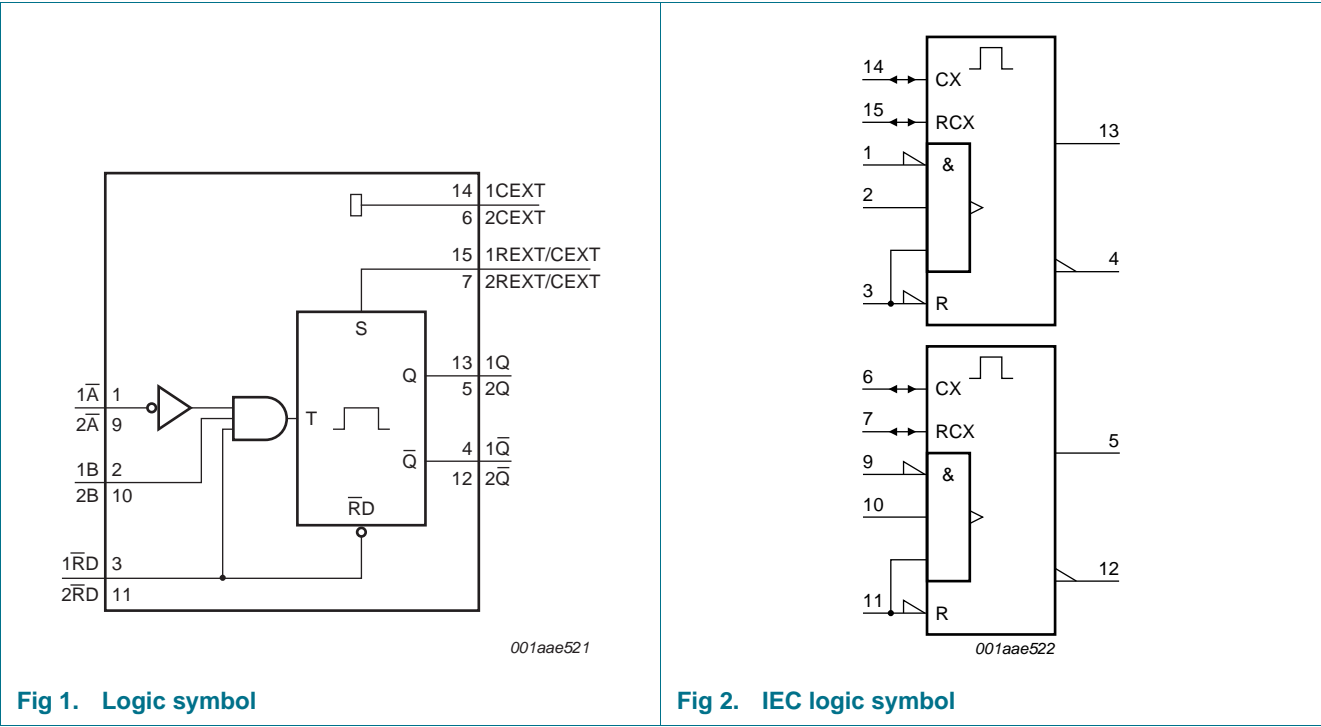 14 1CEXT
6 2CEXT
15 1REXT/CEXT
7 2REXT/CEXT
S
Q
13 1Q
5 2Q
1A̅ 1
2A̅ 9
T
Q̅
4 1Q̅
12 2Q̅
1B 2
2B 10
R̅D
1R̅D 3
2R̅D 11
001aae521
Fig 1. Logic symbol
14 CX
15 RCX
13
1
&
2
4
3 R
6 CX
7 RCX
5
9
&
10
12
11 R
001aae522
Fig 2. IEC logic symbol